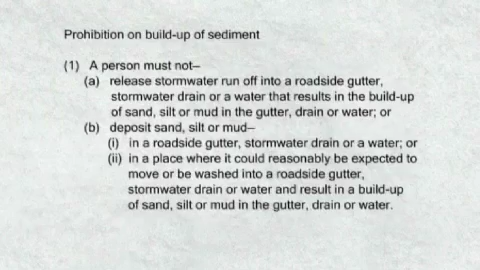 Prohibition on build-up of sediment
(1) A person must not–
(a) release stormwater run off into a roadside gutter,
stormwater drain or a water that results in the build-up
of sand, silt or mud in the gutter, drain or water; or
(b) deposit sand, silt or mud–
(i) in a roadside gutter, stormwater drain or a water; or
(ii) in a place where it could reasonably be expected to
move or be washed into a roadside gutter,
stormwater drain or water and result in a build-up
of sand, silt or mud in the gutter, drain or water.